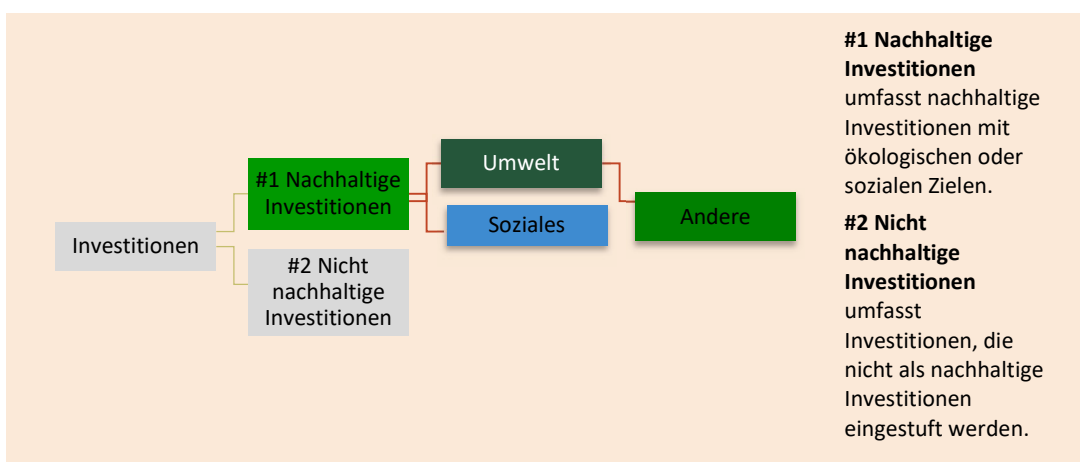 Investitionen
#1 Nachhaltige
Investitionen
#2 Nicht
nachhaltige
Investitionen
Umwelt
Soziales
Andere
#1 Nachhaltige
Investitionen
umfasst nachhaltige
Investitionen mit
ökologischen oder
sozialen Zielen.
#2 Nicht
nachhaltige
Investitionen
umfasst
Investitionen, die
nicht als nachhaltige
Investitionen
eingestuft werden.